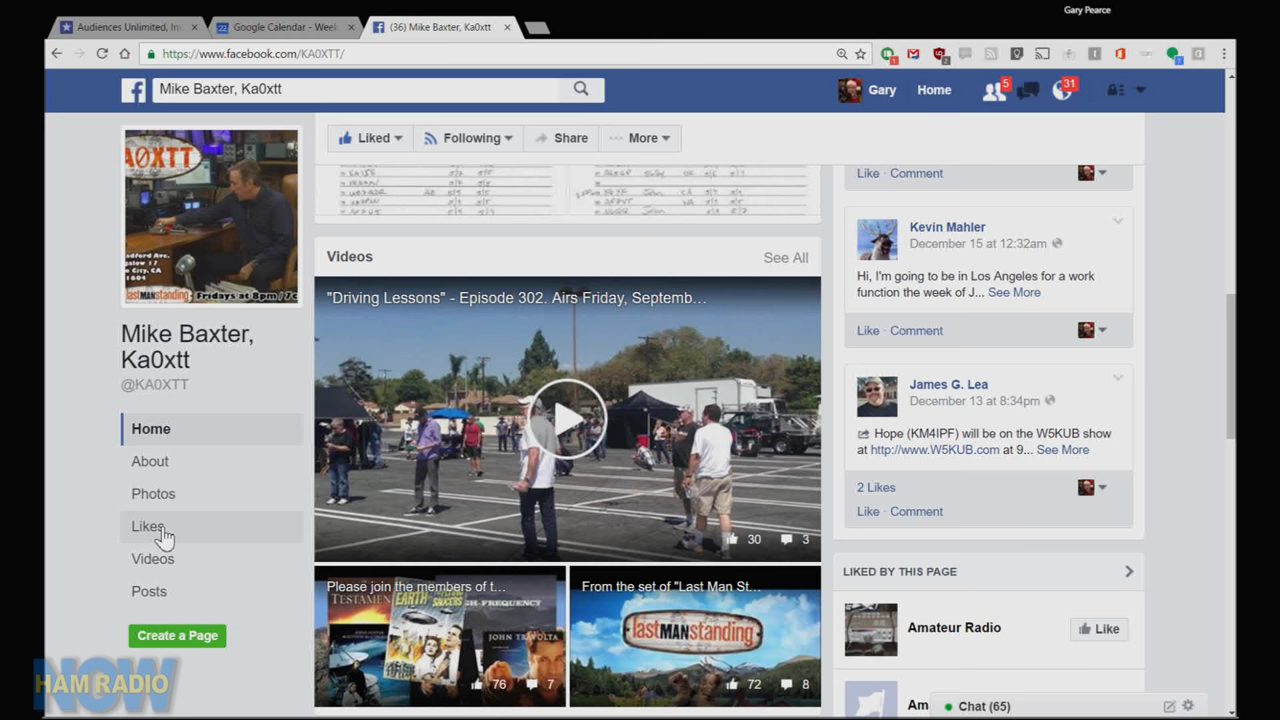 Gary Pearce
Audiences Unlimited, In
Google Calendar - Week
(36) Mike Baxter, Ka0xtt
https://www.facebook.com/KA0XTT/
Mike Baxter, Ka0xtt
Gary
Home
5
31
Liked
Following
Share
More
KA0XTT
Fridays at 8pm/7c
lastMANstanding
Mike Baxter,
Ka0xtt
@KA0XTT
Home
About
Photos
Likes
Videos
Posts
Create a Page
HAM RADIO
NOW
Videos
See All
"Driving Lessons" - Episode 302. Airs Friday, Septemb...
30
3
Please join the members of t...
TESTAMENT
EARTH
FLYING SAUCERS
FREQUENCY
JOHN TRAVOLTA
76
7
From the set of "Last Man St...
lastMANstanding
72
8
Like · Comment
Kevin Mahler
December 15 at 12:32am
Hi, I'm going to be in Los Angeles for a work
function the week of J... See More
Like · Comment
James G. Lea
December 13 at 8:34pm
Hope (KM4IPF) will be on the W5KUB show
at http://www.W5KUB.com at 9... See More
2 Likes
Like · Comment
LIKED BY THIS PAGE
Amateur Radio
Like
Am
Chat (65)